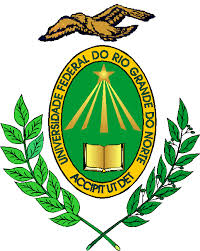 UNIVERSIDADE FEDERAL DO RIO GRANDE DO NORTE
ACCIPIT UT DET